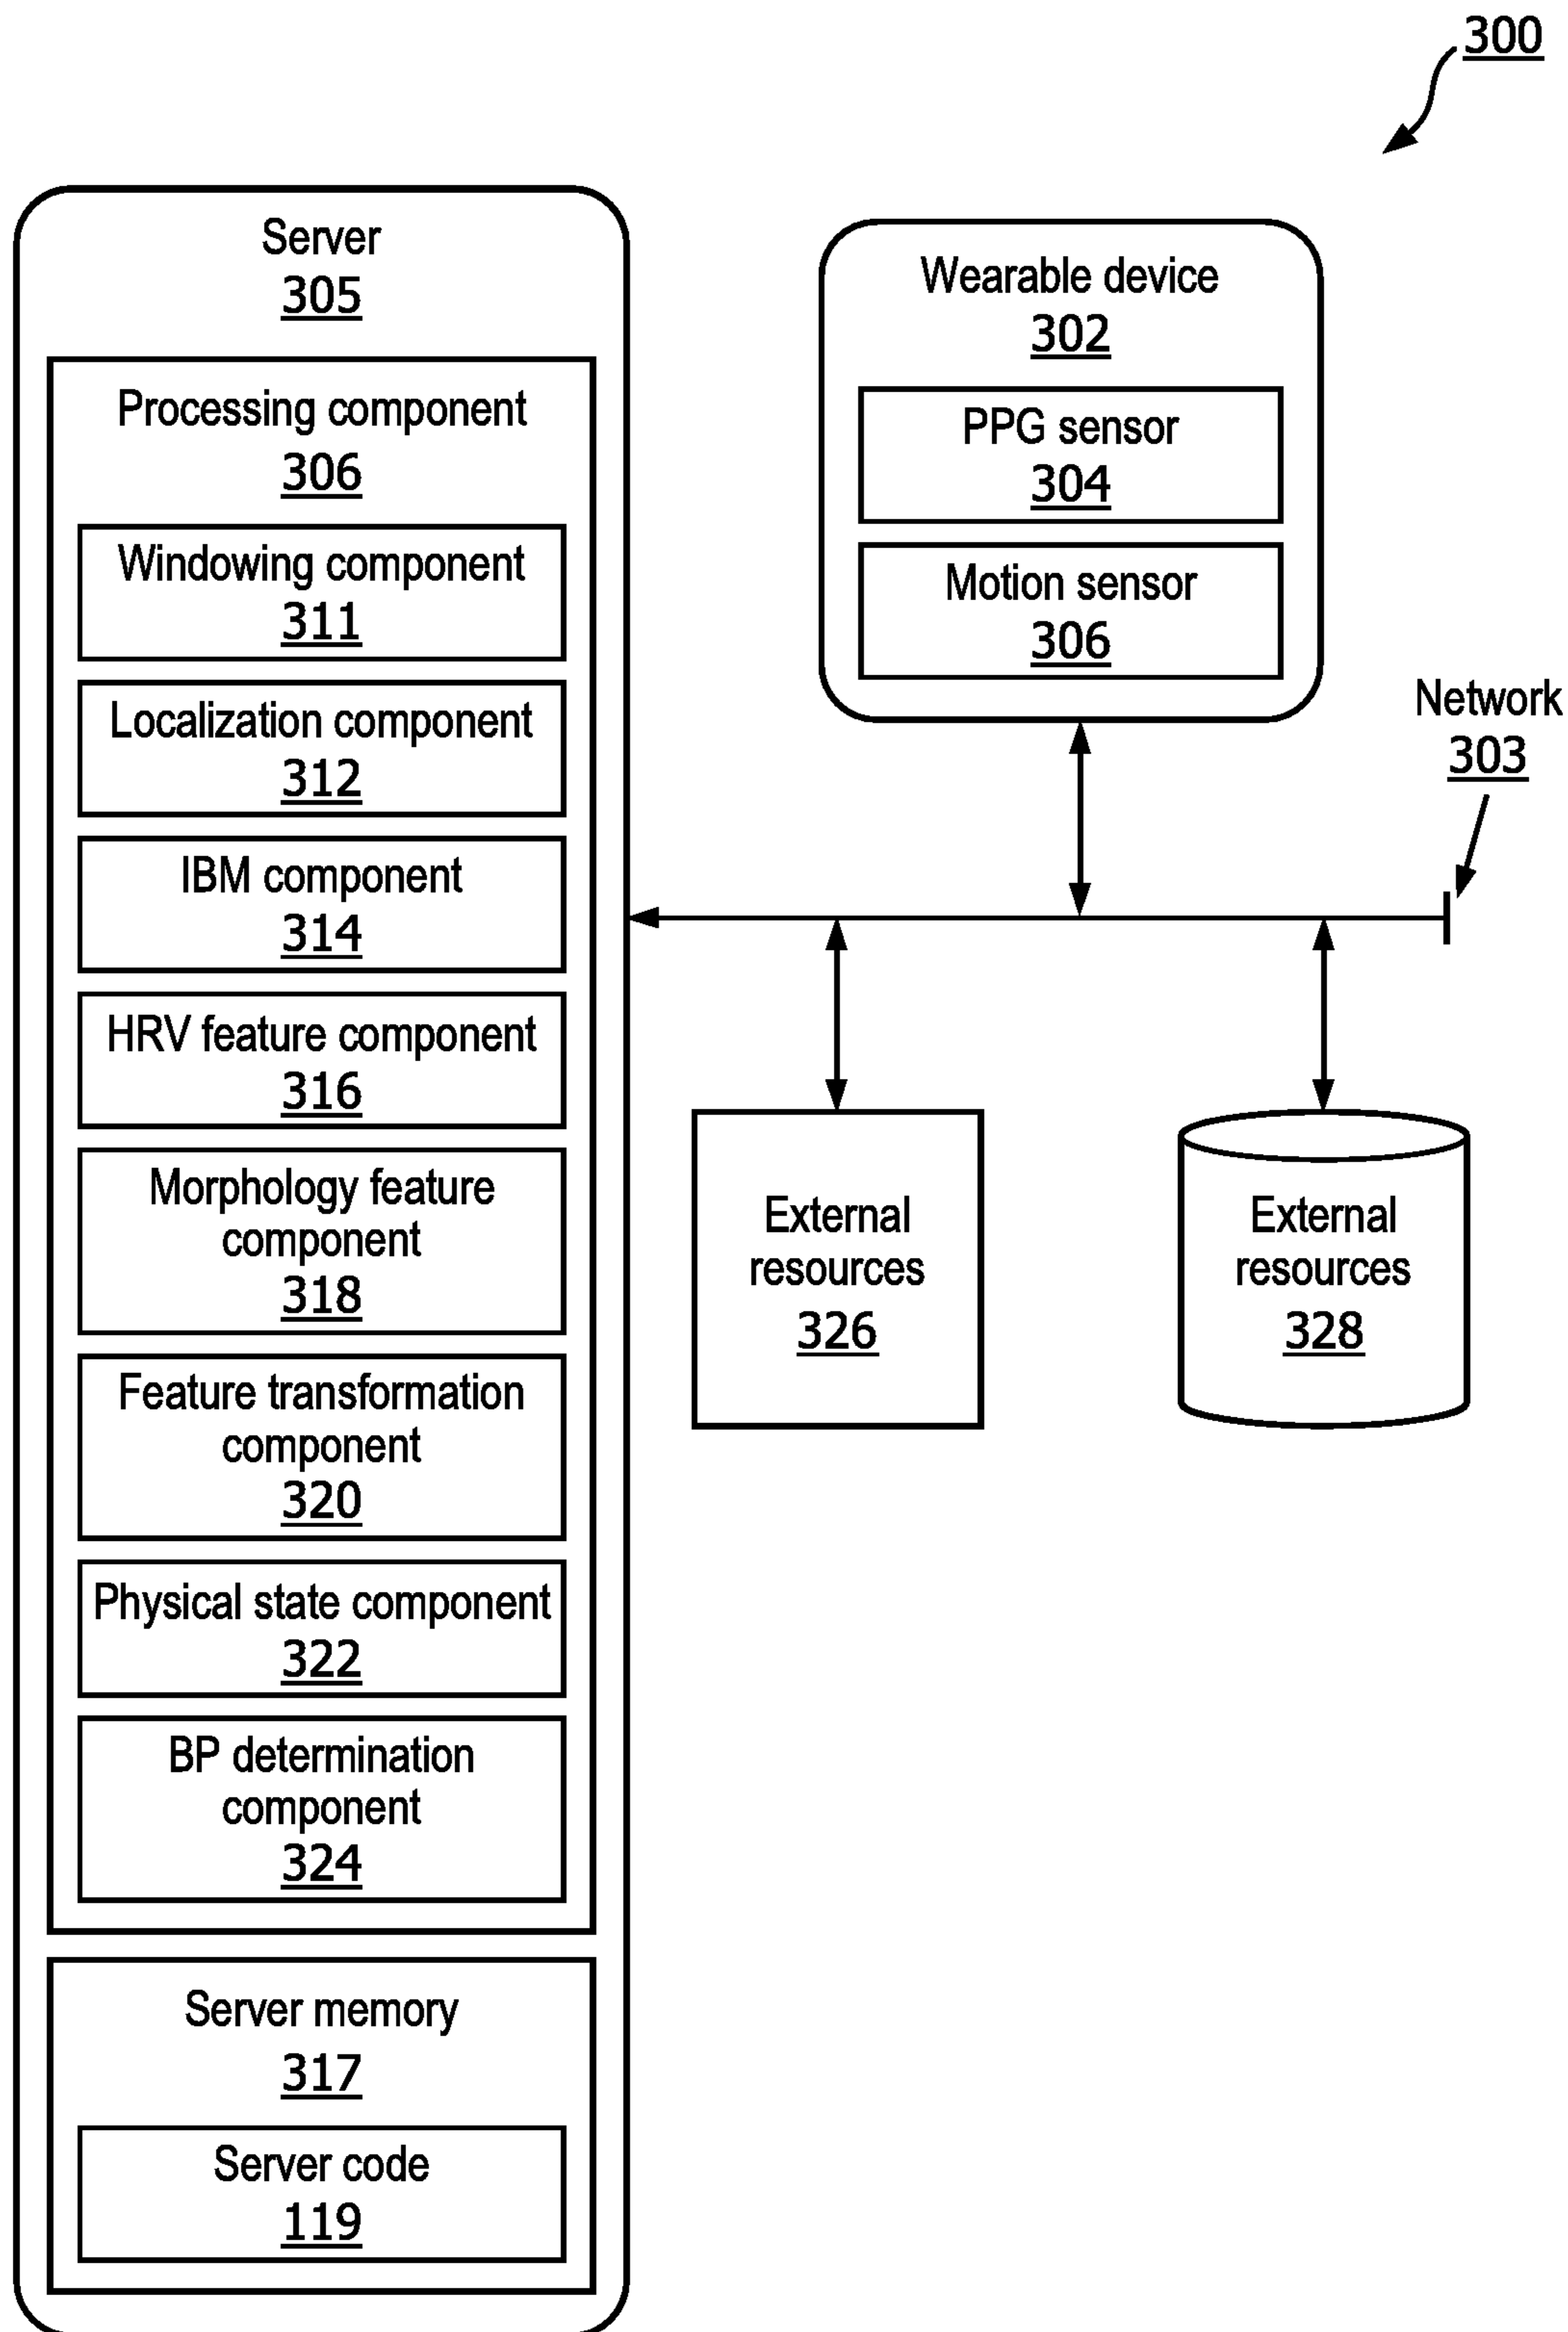 300
Server
305
Processing component
306
Windowing component
311
Localization component
312
IBM component
314
HRV feature component
316
Morphology feature
component
318
Feature transformation
component
320
Physical state component
322
BP determination
component
324
Server memory
317
Server code
119
Wearable device
302
PPG sensor
304
Motion sensor
306
Network
303
External
resources
326
External
resources
328